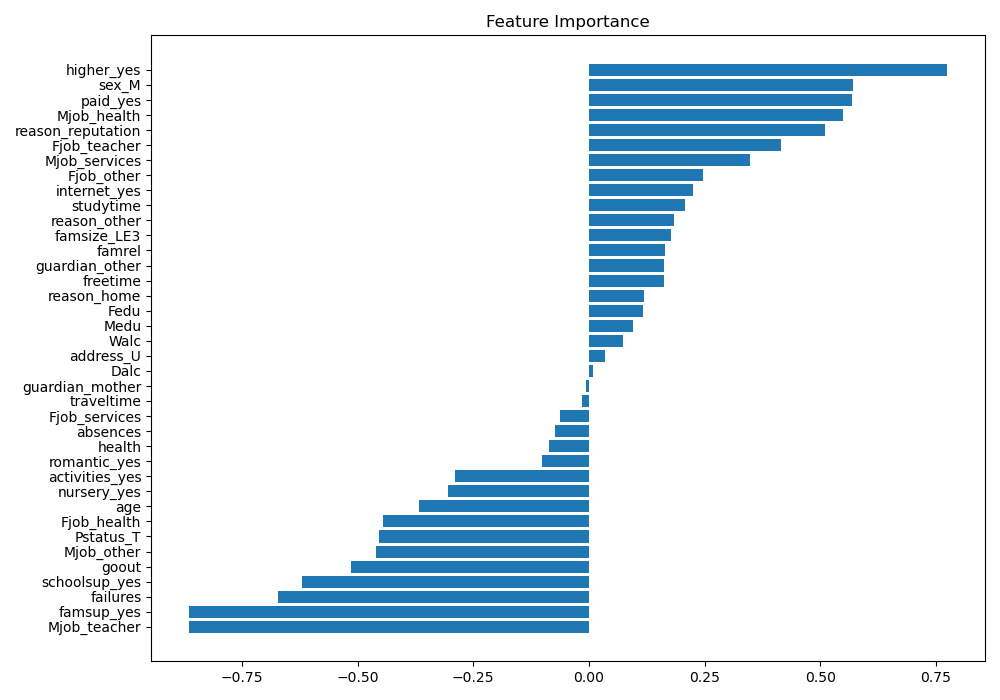 Feature Importance
higher_yes
sex_M
paid_yes
Mjob_health
reason_reputation
Fjob_teacher
Mjob_services
Fjob_other
internet_yes
studytime
reason_other
famsize_LE3
famrel
guardian_other
freetime
reason_home
Fedu
Medu
Walc
address_U
Dalc
guardian_mother
traveltime
Fjob_services
absences
health
romantic_yes
activities_yes
nursery_yes
age
Fjob_health
Pstatus_T
Mjob_other
goout
schoolsup_yes
failures
famsup_yes
Mjob_teacher
−0.75 −0.50 −0.25 0.00 0.25 0.50 0.75